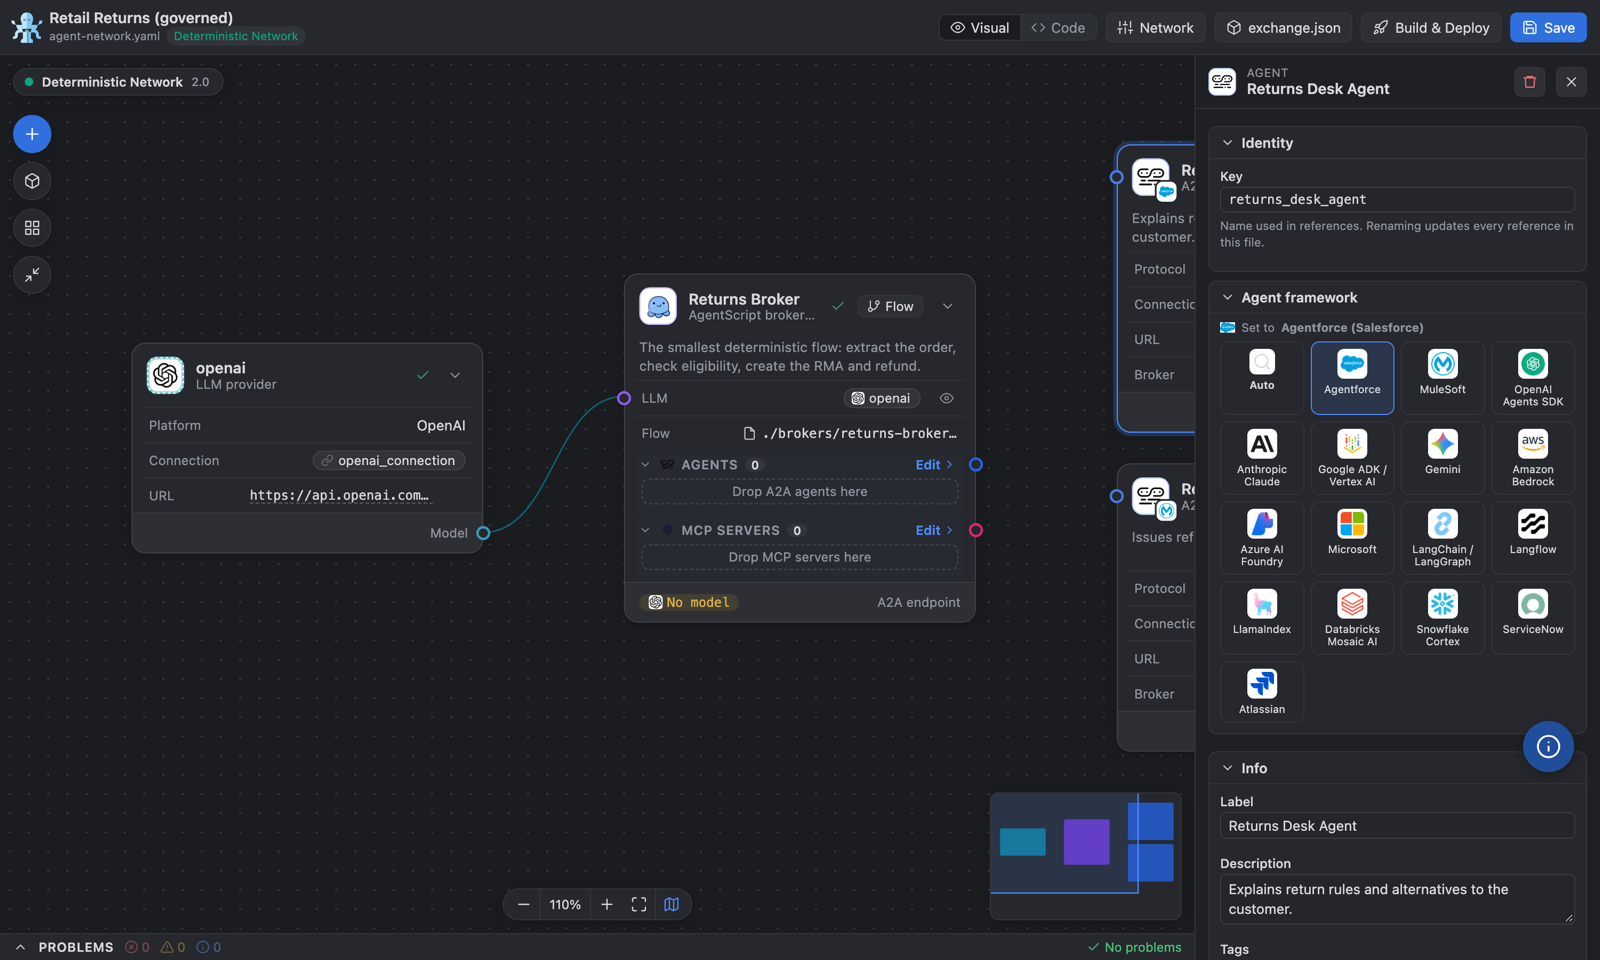 Retail Returns (governed)
agent-network.yaml Deterministic Network
Visual
Code
Network
exchange.json
Build & Deploy
Save
Deterministic Network 2.0
openai
LLM provider
Platform OpenAI
Connection openai_connection
URL https://api.openai.com…
Model
Returns Broker
AgentScript broker...
Flow
The smallest deterministic flow: extract the order,
check eligibility, create the RMA and refund.
LLM openai
Flow ./brokers/returns-broker…
AGENTS 0 Edit
Drop A2A agents here
MCP SERVERS 0 Edit
Drop MCP servers here
No model A2A endpoint
Explains
customer.
Protocol
URL
Broker
Issues
Protocol
URL
Broker
110%
PROBLEMS 0 0 0
No problems
AGENT
Returns Desk Agent
Identity
Key
returns_desk_agent
Name used in references. Renaming updates every reference in
this file.
Agent framework
Set to Agentforce (Salesforce)
Auto
Agentforce
MuleSoft
OpenAI
Agents SDK
Anthropic
Claude
Google ADK /
Vertex AI
Gemini
aws
Amazon
Bedrock
Azure AI
Foundry
Microsoft
LangChain /
LangGraph
Langflow
LlamaIndex
Databricks
Mosaic AI
Snowflake
Cortex
ServiceNow
Atlassian
Info
Label
Returns Desk Agent
Description
Explains return rules and alternatives to the
customer.
Tags